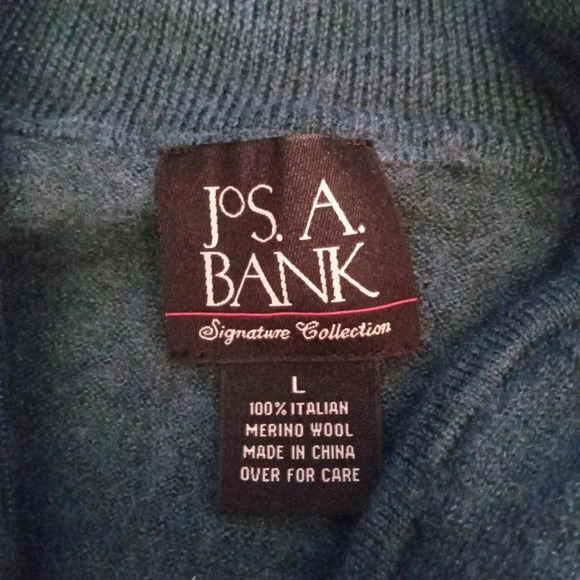 JoS. A.
BANK
Signature Collection
L
100% ITALIAN
MERINO WOOL
MADE IN CHINA
OVER FOR CARE